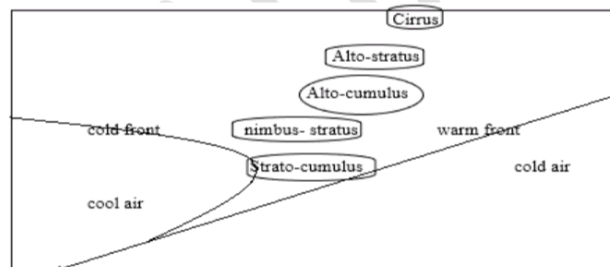 Cirrus
Alto-stratus
Alto-cumulus
cold front
nimbus- stratus
warm front
Strato-cumulus
cold air
cool air